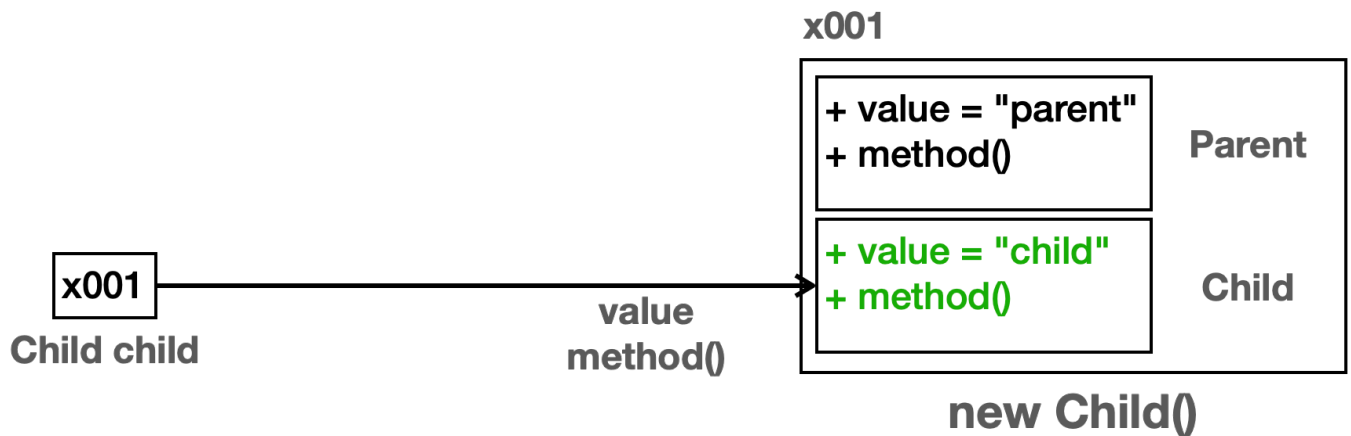 x001
+ value = "parent"
+ method()
Parent
+ value = "child"
+ method()
Child
x001
Child child
value
method()
new Child()